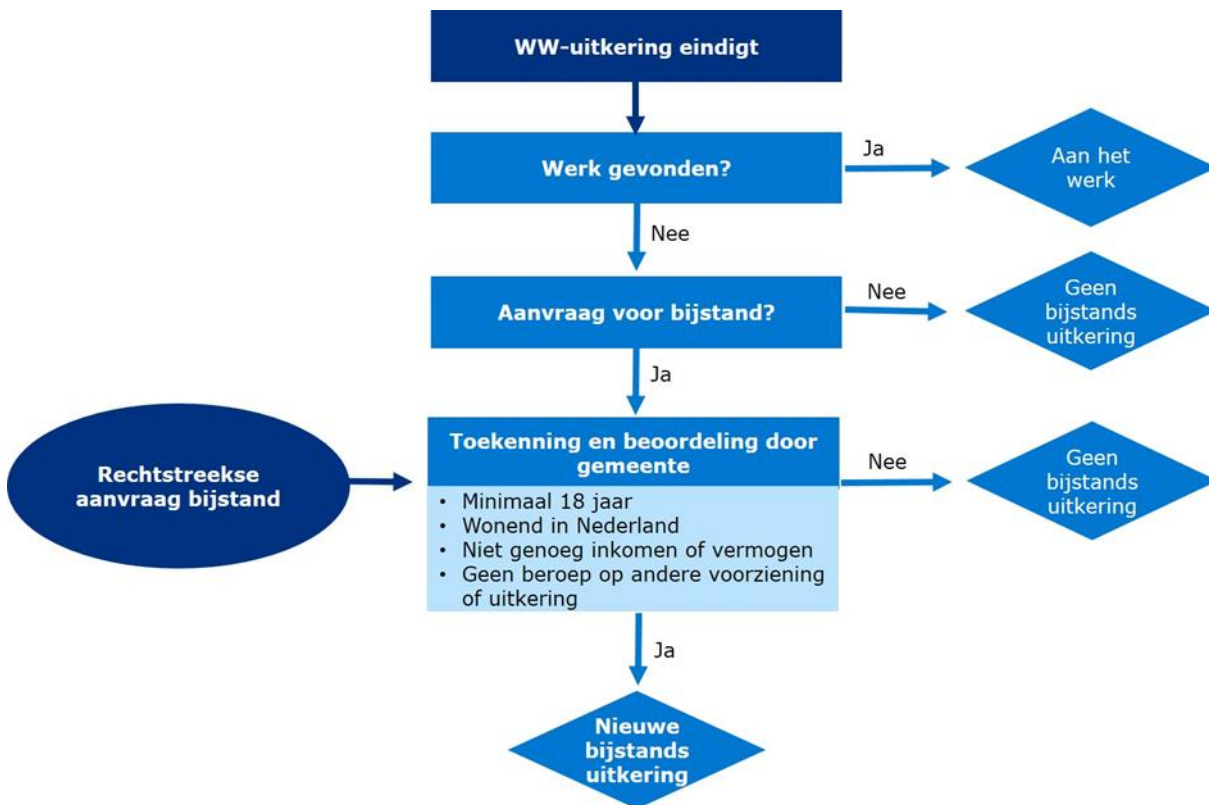 WW-uitkering eindigt
Werk gevonden?
Ja
Aan het
werk
Nee
Aanvraag voor bijstand?
Nee
Geen
bijstands
uitkering
Ja
Rechtstreekse
aanvraag bijstand
Toekenning en beoordeling door
gemeente
• Minimaal 18 jaar
• Wonend in Nederland
• Niet genoeg inkomen of vermogen
• Geen beroep op andere voorziening
of uitkering
Nee
Geen
bijstands
uitkering
Ja
Nieuwe
bijstands
uitkering